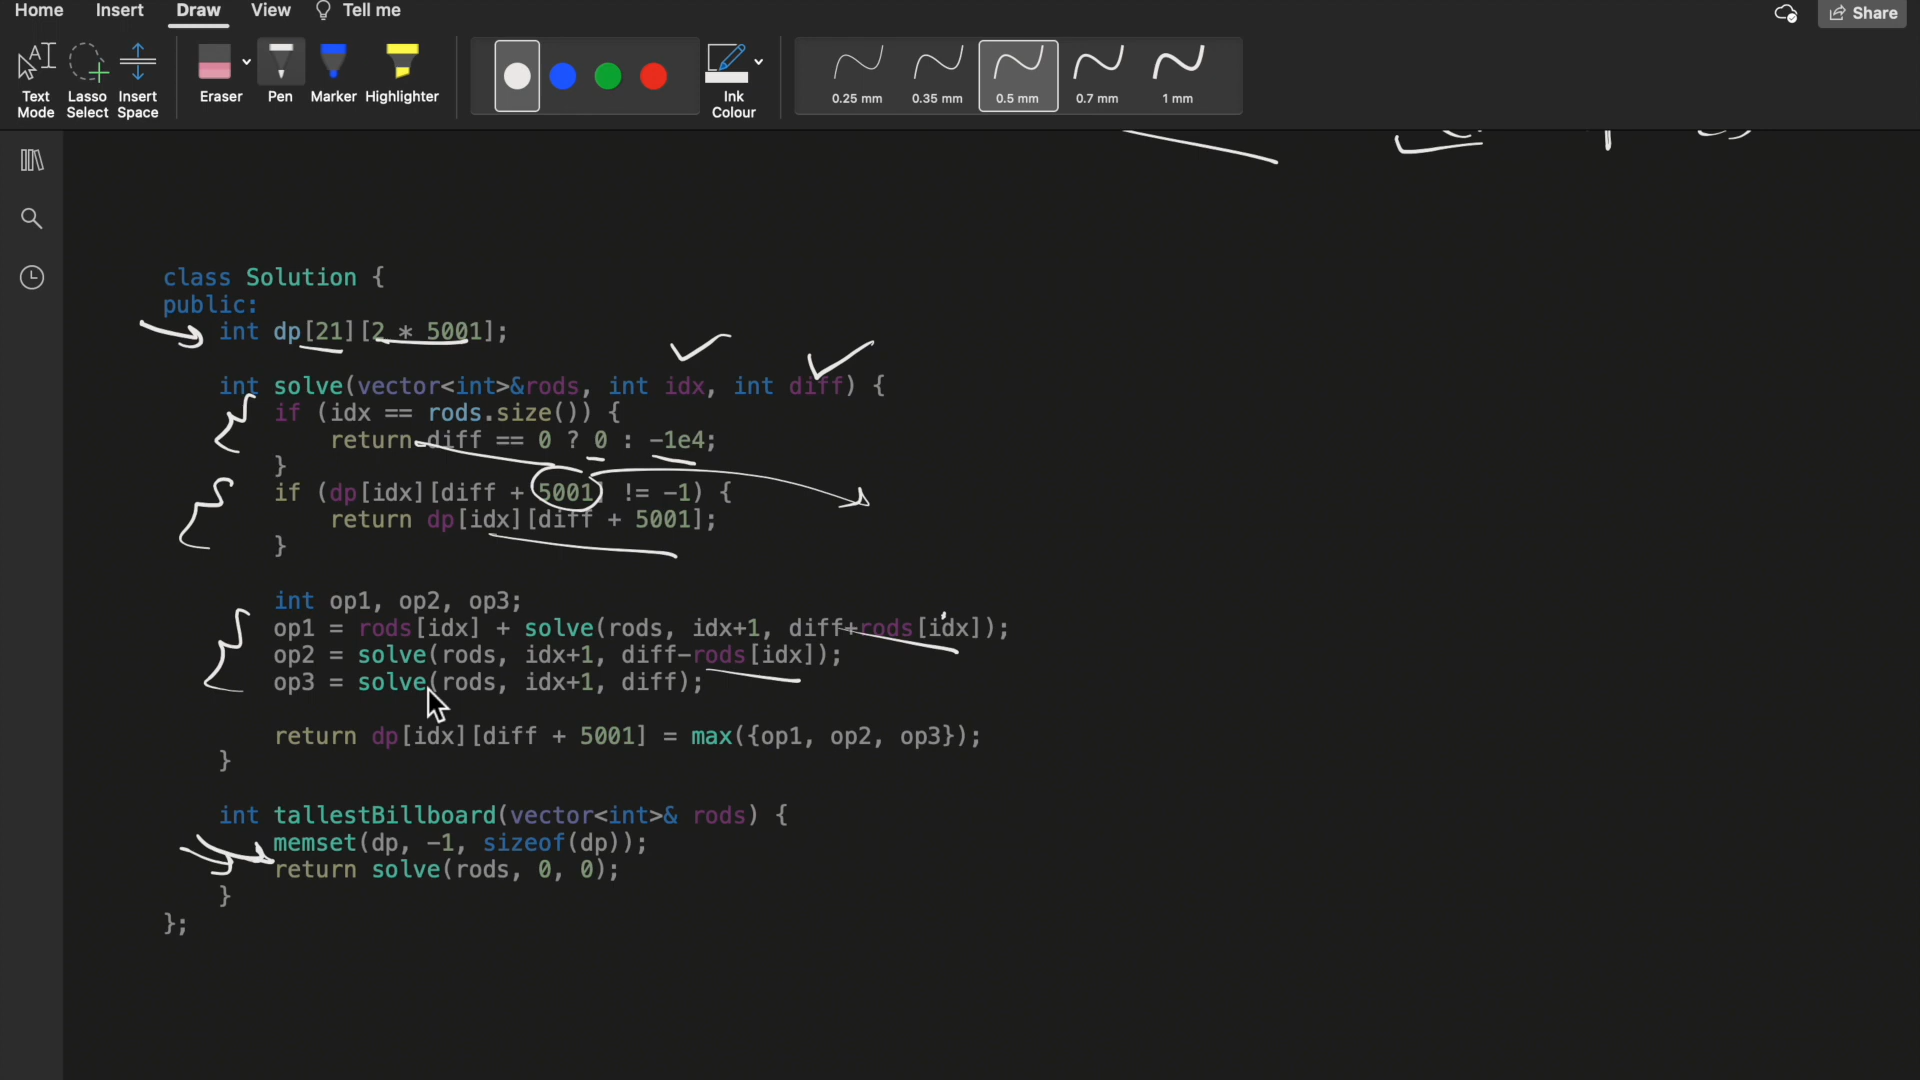 Home Insert Draw View Tell me Share
Text Mode
Lasso Select
Insert Space
Eraser
Pen
Marker
Highlighter
Ink Colour
0.25 mm
0.35 mm
0.5 mm
0.7 mm
1 mm
class Solution {
public:
int dp[21][2 * 5001];
int solve(vector<int>&rods, int idx, int diff) {
if (idx == rods.size()) {
return diff == 0 ? 0 : -1e4;
}
if (dp[idx][diff + 5001] != -1) {
return dp[idx][diff + 5001];
}
int op1, op2, op3;
op1 = rods[idx] + solve(rods, idx+1, diff+rods[idx]);
op2 = solve(rods, idx+1, diff-rods[idx]);
op3 = solve(rods, idx+1, diff);
return dp[idx][diff + 5001] = max({op1, op2, op3});
}
int tallestBillboard(vector<int>& rods) {
memset(dp, -1, sizeof(dp));
return solve(rods, 0, 0);
}
};